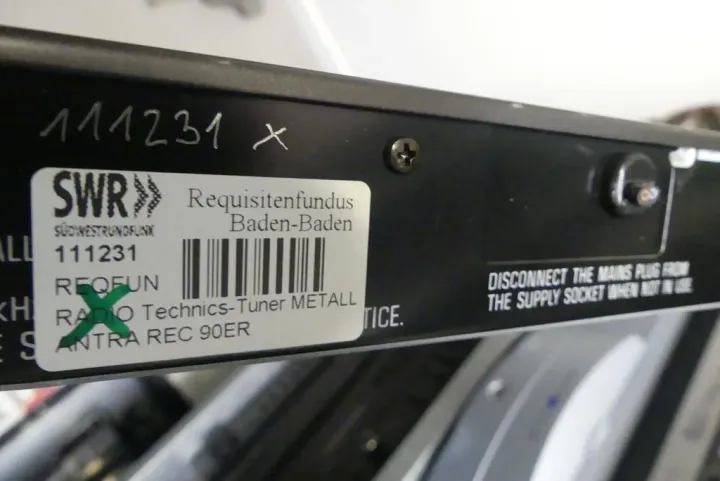 111231 x
SWR
SÜDWESTRUNDFUNK
Requisitenfundus
Baden-Baden
111231
REQFUN
RADIO Technics-Tuner METALL
ANTRA REC 90ER
TICE.
DISCONNECT THE MAINS PLUG FROM
THE SUPPLY SOCKET WHEN NOT IN USE.